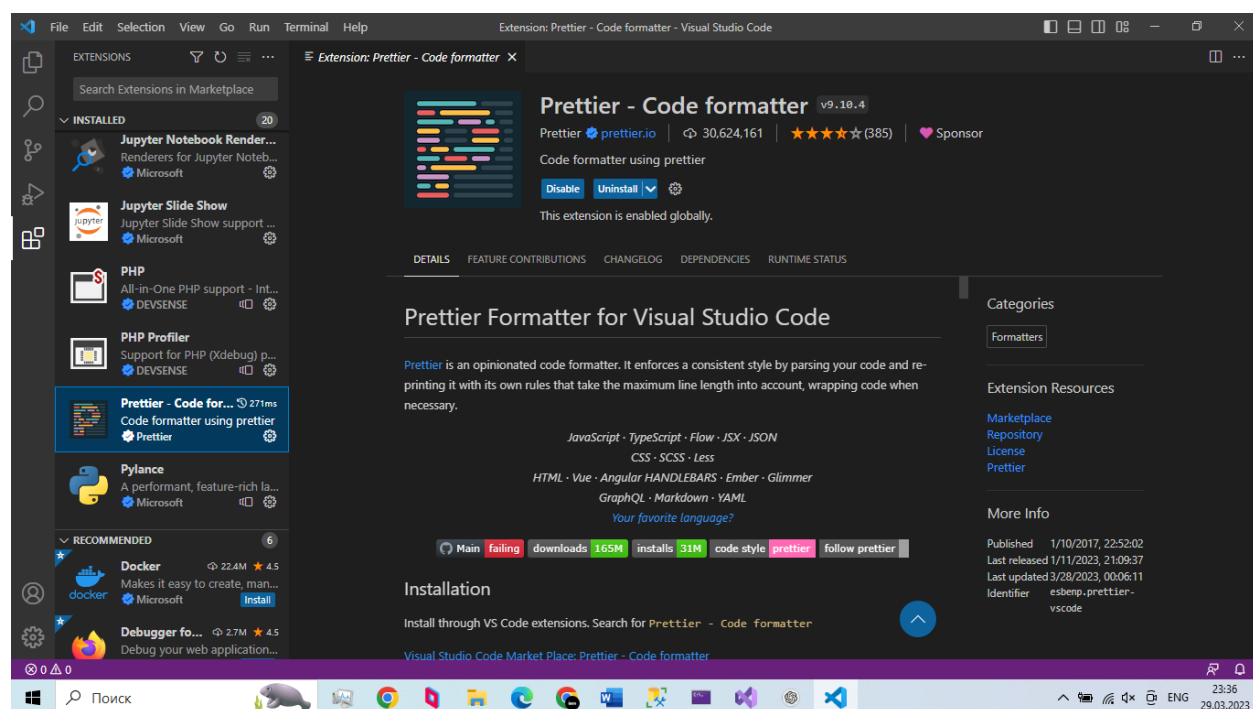 File Edit Selection View Go Run Terminal Help Extension: Prettier - Code formatter - Visual Studio Code
EXTENSIONS
Search Extensions in Marketplace
INSTALLED 20
Jupyter Notebook Render...
Renderers for Jupyter Noteb...
Microsoft
jupyter
Jupyter Slide Show
Jupyter Slide Show support ...
Microsoft
PHP
All-in-One PHP support - Int...
DEVSENSE
PHP Profiler
Support for PHP (Xdebug) p...
DEVSENSE
Prettier - Code for... 271ms
Code formatter using prettier
Prettier
Pylance
A performant, feature-rich la...
Microsoft
RECOMMENDED 6
Docker 22.4M ★ 4.5
Makes it easy to create, man...
docker
Microsoft Install
Debugger fo... 2.7M ★ 4.5
Debug your web application...
Extension: Prettier - Code formatter
Prettier - Code formatter v9.10.4
Prettier prettier.io 30,624,161 (385) Sponsor
Code formatter using prettier
Disable Uninstall
This extension is enabled globally.
DETAILS FEATURE CONTRIBUTIONS CHANGELOG DEPENDENCIES RUNTIME STATUS
Prettier Formatter for Visual Studio Code
Prettier is an opinionated code formatter. It enforces a consistent style by parsing your code and re-
printing it with its own rules that take the maximum line length into account, wrapping code when
necessary.
JavaScript · TypeScript · Flow · JSX · JSON
CSS · SCSS · Less
HTML · Vue · Angular HANDLEBARS · Ember · Glimmer
GraphQL · Markdown · YAML
Your favorite language?
Main failing downloads 165M installs 31M code style prettier follow prettier
Installation
Install through VS Code extensions. Search for Prettier - Code formatter
Visual Studio Code Market Place: Prettier - Code formatter
Categories
Formatters
Extension Resources
Marketplace
Repository
License
Prettier
More Info
Published 1/10/2017, 22:52:02
Last released 1/11/2023, 21:09:37
Last updated 3/28/2023, 00:06:11
Identifier esbenp.prettier-
vscode
0 0
Поиск
ENG
23:36
29.03.2023